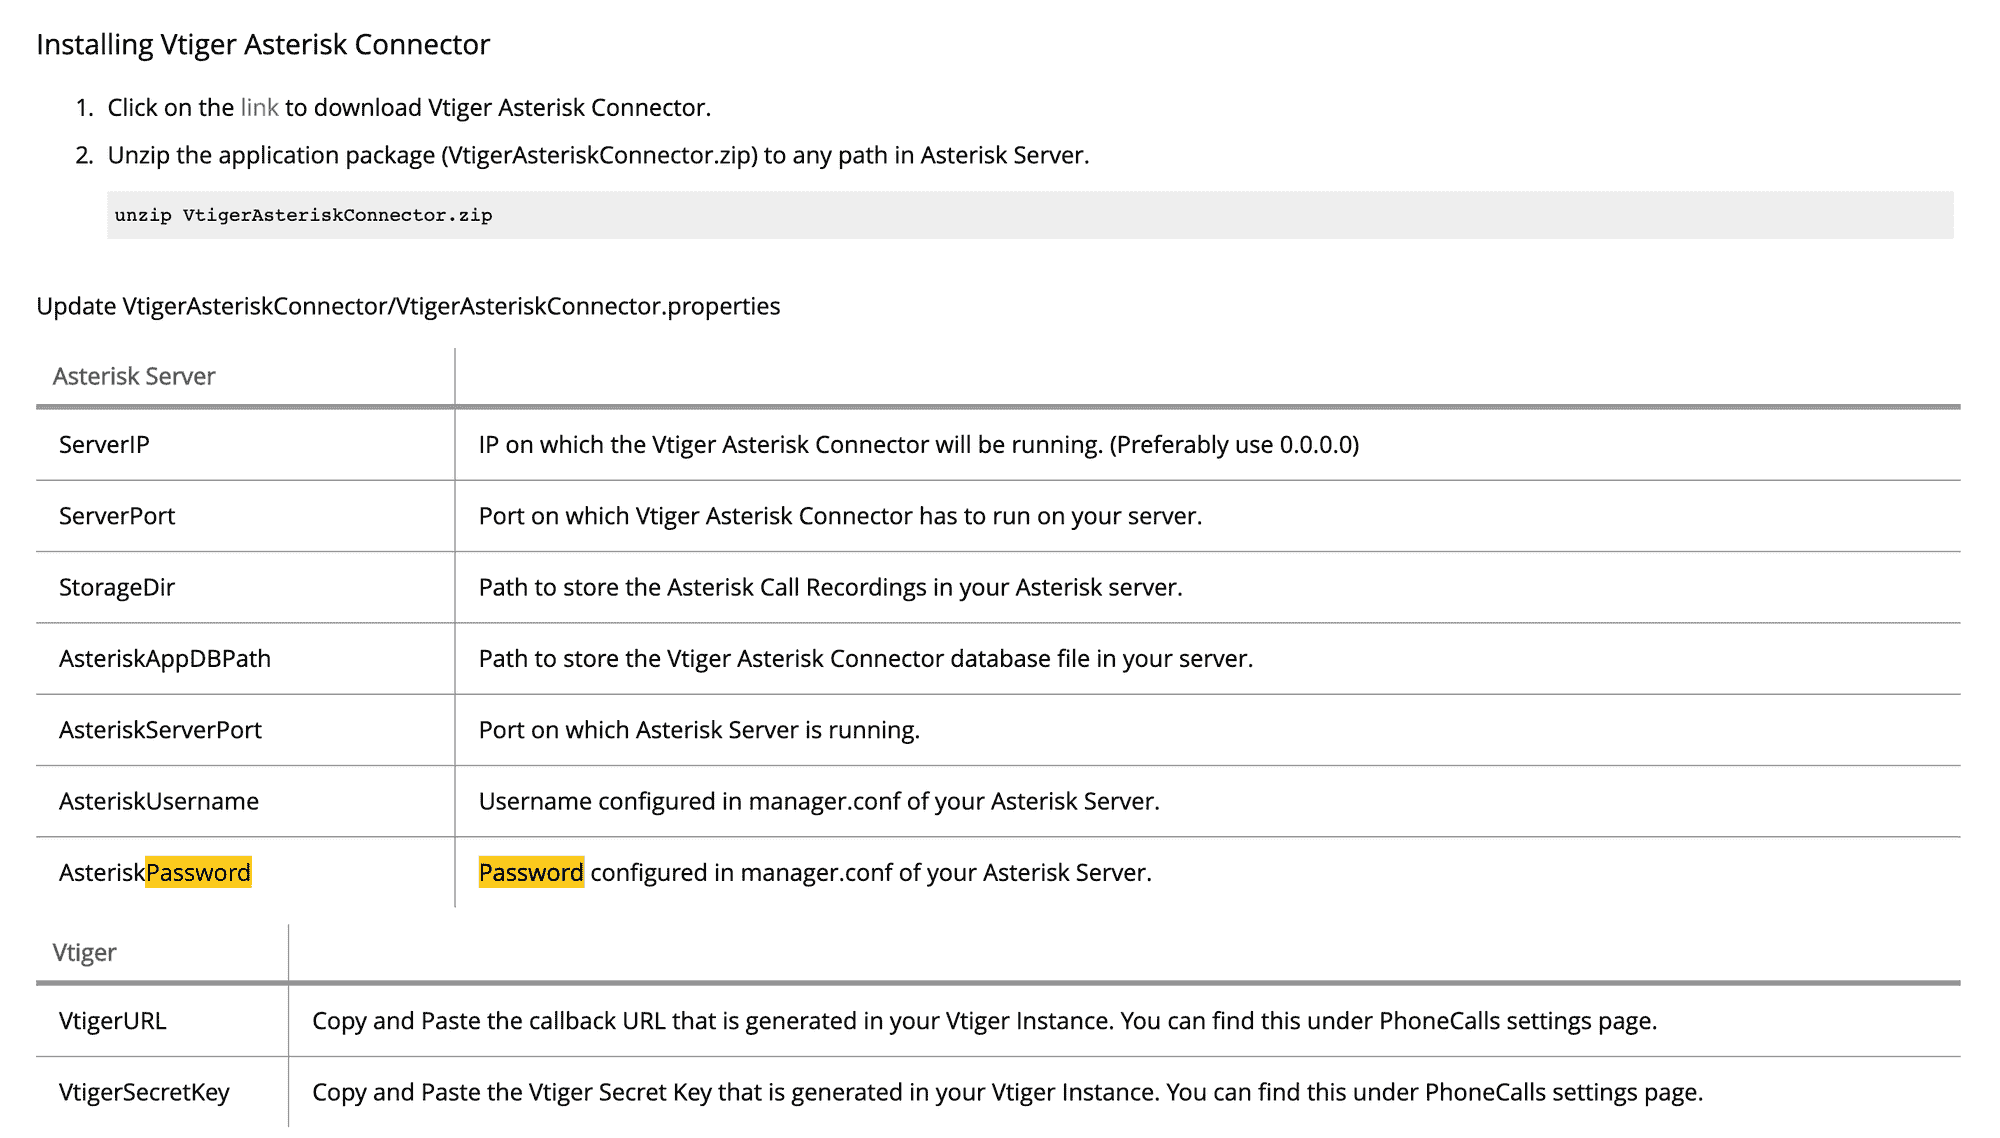 Installing Vtiger Asterisk Connector
1. Click on the link to download Vtiger Asterisk Connector.
2. Unzip the application package (VtigerAsteriskConnector.zip) to any path in Asterisk Server.
unzip VtigerAsteriskConnector.zip
Update VtigerAsteriskConnector/VtigerAsteriskConnector.properties
Asterisk Server
ServerIP IP on which the Vtiger Asterisk Connector will be running. (Preferably use 0.0.0.0)
ServerPort Port on which Vtiger Asterisk Connector has to run on your server.
StorageDir Path to store the Asterisk Call Recordings in your Asterisk server.
AsteriskAppDBPath Path to store the Vtiger Asterisk Connector database file in your server.
AsteriskServerPort Port on which Asterisk Server is running.
AsteriskUsername Username configured in manager.conf of your Asterisk Server.
AsteriskPassword Password configured in manager.conf of your Asterisk Server.
Vtiger
VtigerURL Copy and Paste the callback URL that is generated in your Vtiger Instance. You can find this under PhoneCalls settings page.
VtigerSecretKey Copy and Paste the Vtiger Secret Key that is generated in your Vtiger Instance. You can find this under PhoneCalls settings page.